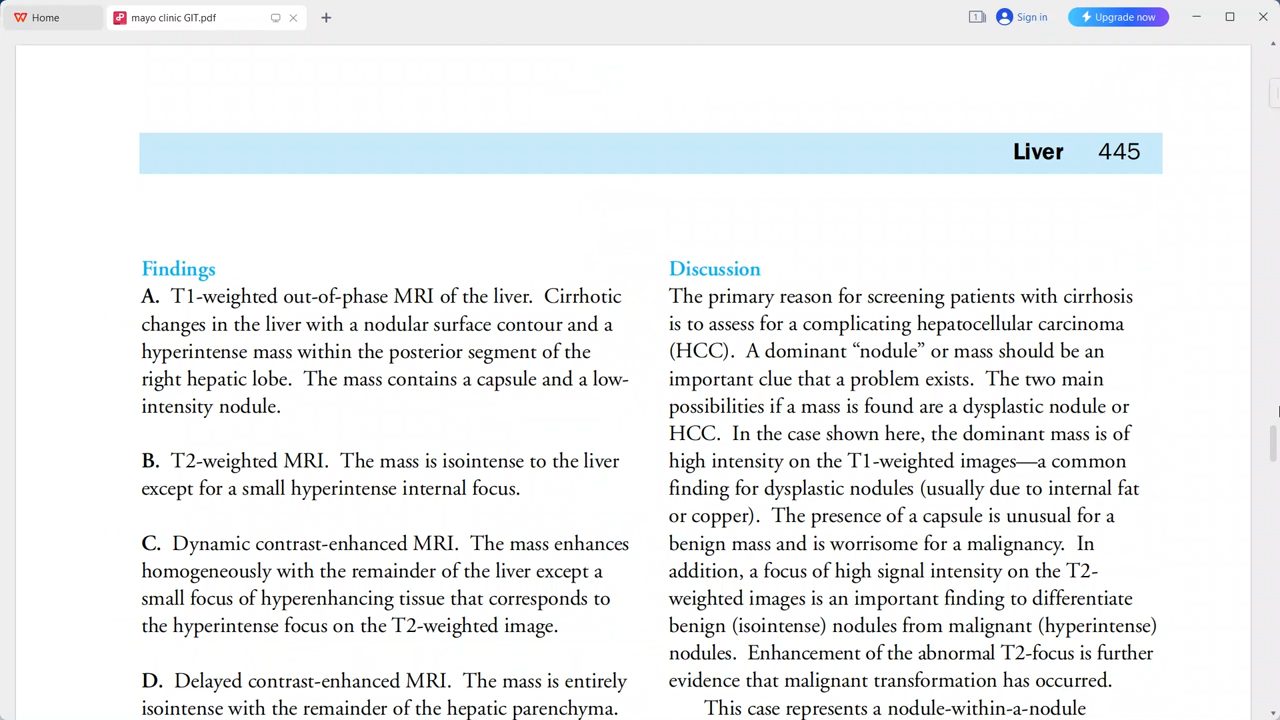 Home
mayo clinic GIT.pdf
1
Sign in
Upgrade now
Liver 445
Findings
A. T1-weighted out-of-phase MRI of the liver. Cirrhotic
changes in the liver with a nodular surface contour and a
hyperintense mass within the posterior segment of the
right hepatic lobe. The mass contains a capsule and a low-
intensity nodule.
B. T2-weighted MRI. The mass is isointense to the liver
except for a small hyperintense internal focus.
C. Dynamic contrast-enhanced MRI. The mass enhances
homogeneously with the remainder of the liver except a
small focus of hyperenhancing tissue that corresponds to
the hyperintense focus on the T2-weighted image.
D. Delayed contrast-enhanced MRI. The mass is entirely
isointense with the remainder of the hepatic parenchyma.
Discussion
The primary reason for screening patients with cirrhosis
is to assess for a complicating hepatocellular carcinoma
(HCC). A dominant “nodule” or mass should be an
important clue that a problem exists. The two main
possibilities if a mass is found are a dysplastic nodule or
HCC. In the case shown here, the dominant mass is of
high intensity on the T1-weighted images—a common
finding for dysplastic nodules (usually due to internal fat
or copper). The presence of a capsule is unusual for a
benign mass and is worrisome for a malignancy. In
addition, a focus of high signal intensity on the T2-
weighted images is an important finding to differentiate
benign (isointense) nodules from malignant (hyperintense)
nodules. Enhancement of the abnormal T2-focus is further
evidence that malignant transformation has occurred.
This case represents a nodule-within-a-nodule